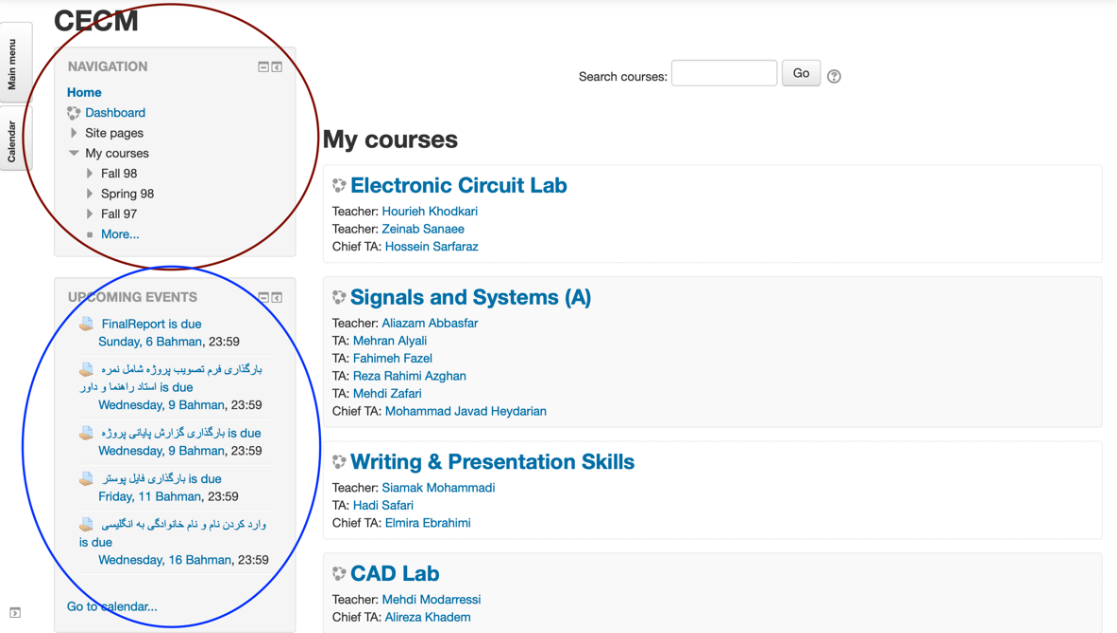 CECM
Main menu
Calendar
NAVIGATION
Home
Dashboard
Site pages
My courses
Fall 98
Spring 98
Fall 97
More...
UPCOMING EVENTS
FinalReport is due
Sunday, 6 Bahman, 23:59
بارگذاری فرم تصویب پروژه شامل نمره
استاد راهنما و داور is due
Wednesday, 9 Bahman, 23:59
بارگذاری گزارش پایانی پروژه is due
Wednesday, 9 Bahman, 23:59
بارگذاری فایل پوستر is due
Friday, 11 Bahman, 23:59
وارد کردن نام و نام خانوادگی به انگلیسی
is due
Wednesday, 16 Bahman, 23:59
Go to calendar...
Search courses:
Go
?
My courses
Electronic Circuit Lab
Teacher: Hourieh Khodkari
Teacher: Zeinab Sanaee
Chief TA: Hossein Sarfaraz
Signals and Systems (A)
Teacher: Aliazam Abbasfar
TA: Mehran Alyali
TA: Fahimeh Fazel
TA: Reza Rahimi Azghan
TA: Mehdi Zafari
Chief TA: Mohammad Javad Heydarian
Writing & Presentation Skills
Teacher: Siamak Mohammadi
TA: Hadi Safari
Chief TA: Elmira Ebrahimi
CAD Lab
Teacher: Mehdi Modarressi
Chief TA: Alireza Khadem